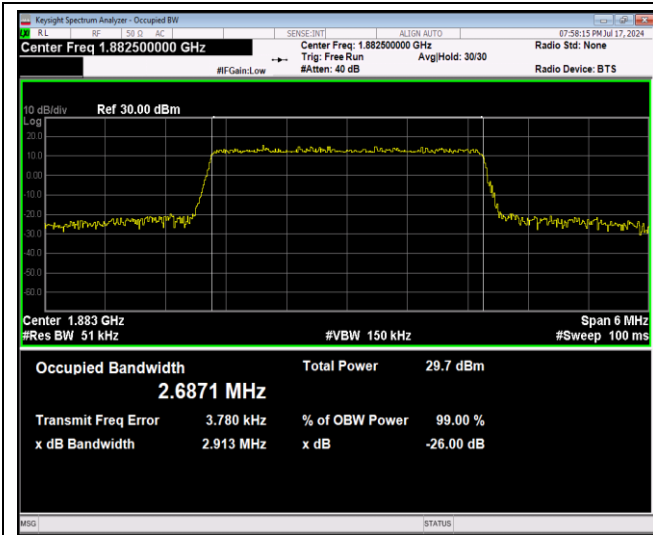 Keysight Spectrum Analyzer - Occupied BW
RL RF 50 Ω AC SENSE:INT ALIGN AUTO 07:58:15 PM Jul 17, 2024
Center Freq 1.882500000 GHz Center Freq: 1.882500000 GHz Radio Std: None
Trig: Free Run Avg|Hold: 30/30
#IFGain:Low #Atten: 40 dB Radio Device: BTS
10 dB/div Ref 30.00 dBm
Log
20.0
10.0
0.00
-10.0
-20.0
-30.0
-40.0
-50.0
-60.0
Center 1.883 GHz Span 6 MHz
#Res BW 51 kHz #VBW 150 kHz #Sweep 100 ms
Occupied Bandwidth Total Power 29.7 dBm
2.6871 MHz
Transmit Freq Error 3.780 kHz % of OBW Power 99.00 %
x dB Bandwidth 2.913 MHz x dB -26.00 dB
MSG STATUS